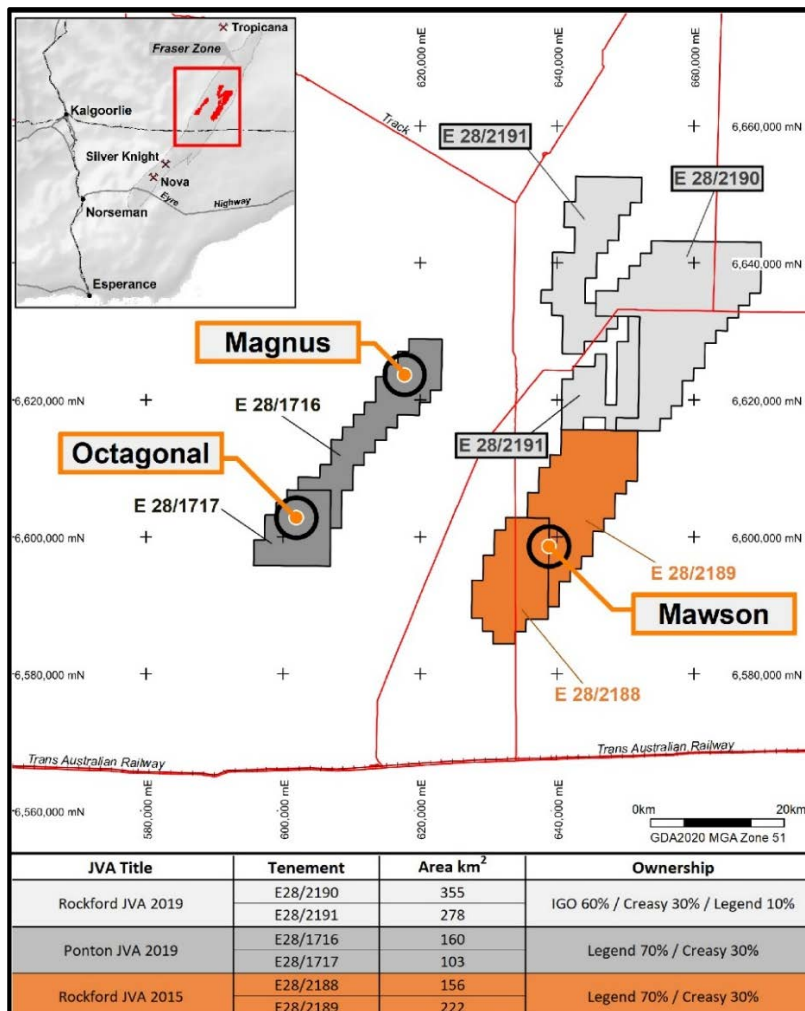 Tropicana
Fraser Zone
Kalgoorlie
Silver Knight
Nova
Eyre
Highway
Norseman
Esperance
620,000 mE
640,000 mE
660,000 mE
Track
6,660,000 mN
E 28/2191
E 28/2190
6,640,000 mN
Magnus
6,620,000 mN
E 28/1716
6,620,000 mN
E 28/2191
Octagonal
E 28/1717
6,600,000 mN
6,600,000 mN
E 28/2189
Mawson
6,580,000 mN
E 28/2188
6,580,000 mN
Trans Australian Railway
Trans Australian Railway
6,560,000 mN
580,000 mE
600,000 mE
620,000 mE
640,000 mE
0km 20km
GDA2020 MGA Zone 51
JVA Title Tenement Area km² Ownership
Rockford JVA 2019 E28/2190 355 IGO 60% / Creasy 30% / Legend 10%
E28/2191 278
Ponton JVA 2019 E28/1716 160 Legend 70% / Creasy 30%
E28/1717 103
Rockford JVA 2015 E28/2188 156 Legend 70% / Creasy 30%
E28/2189 222